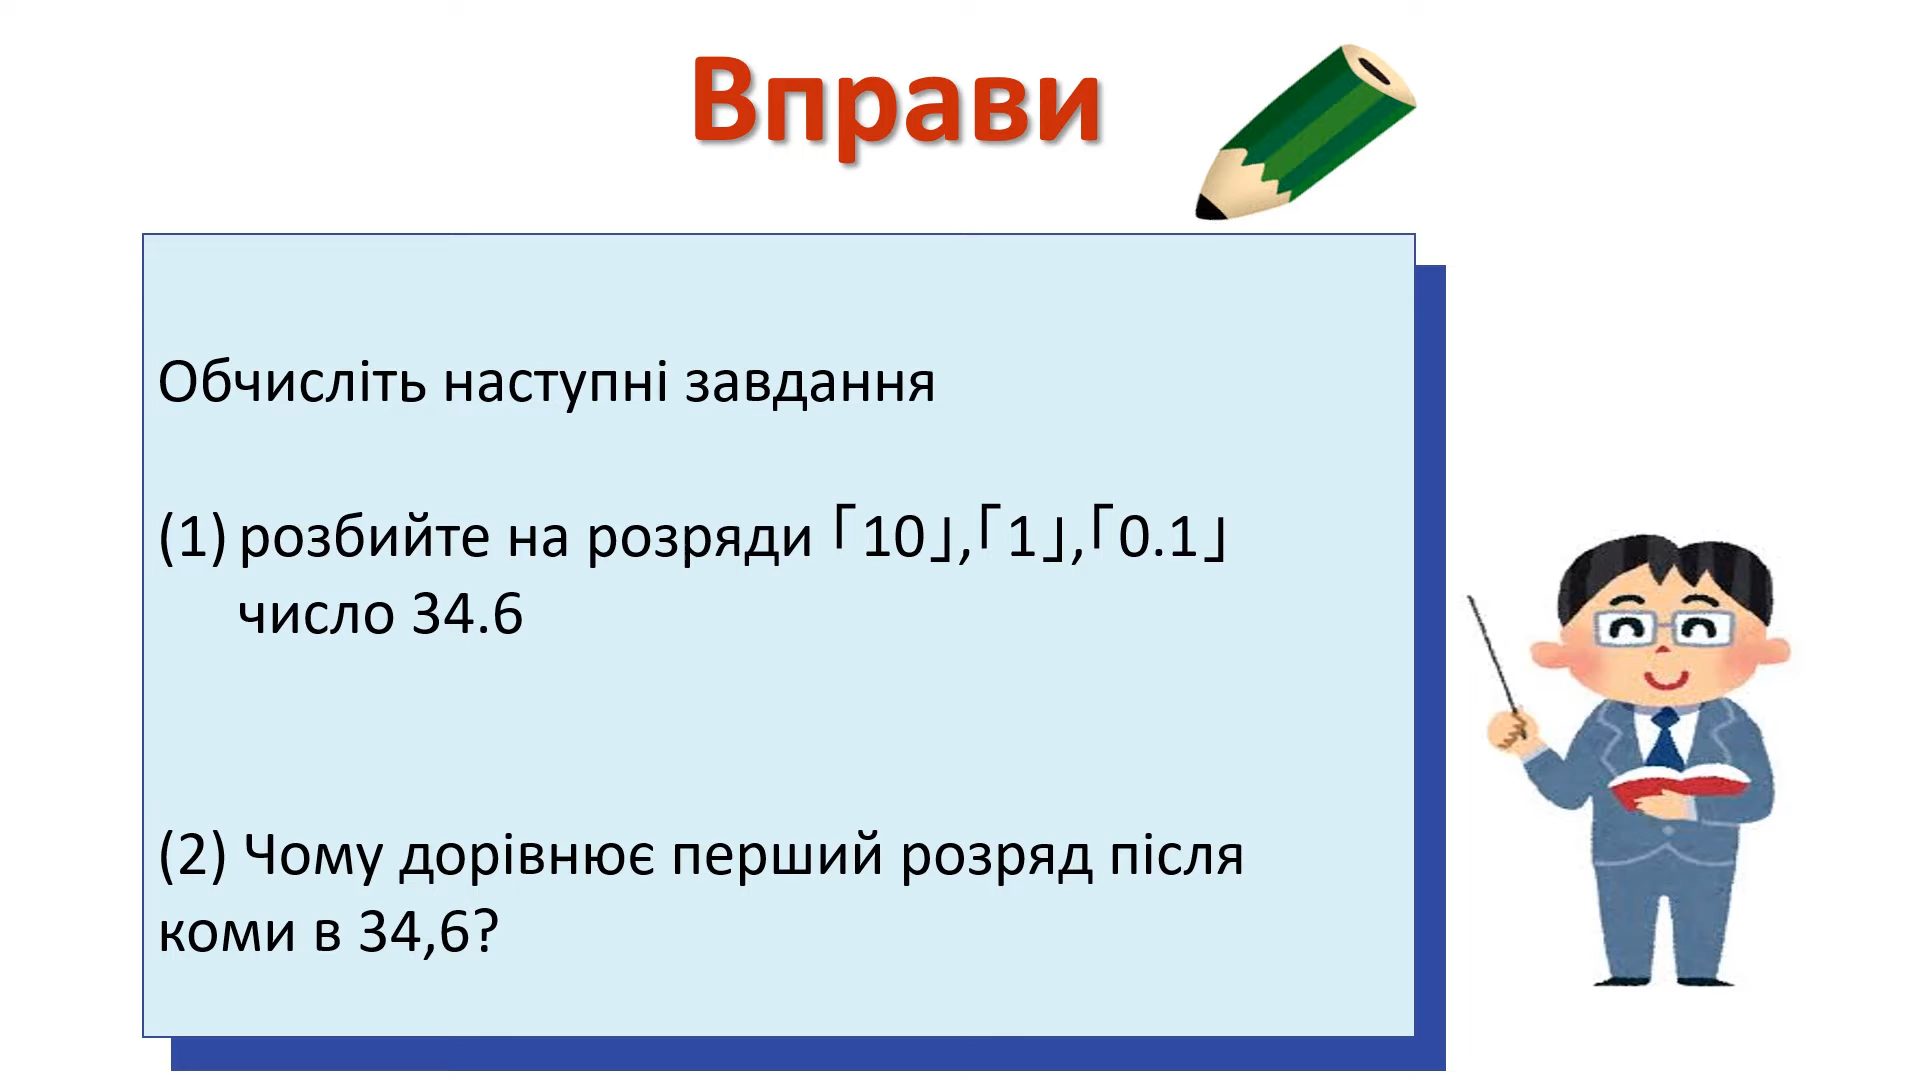 Вправи
Обчисліть наступні завдання
(1) розбийте на розряди ｢10｣,｢1｣,｢0.1｣
число 34.6
(2) Чому дорівнює перший розряд після
коми в 34,6?